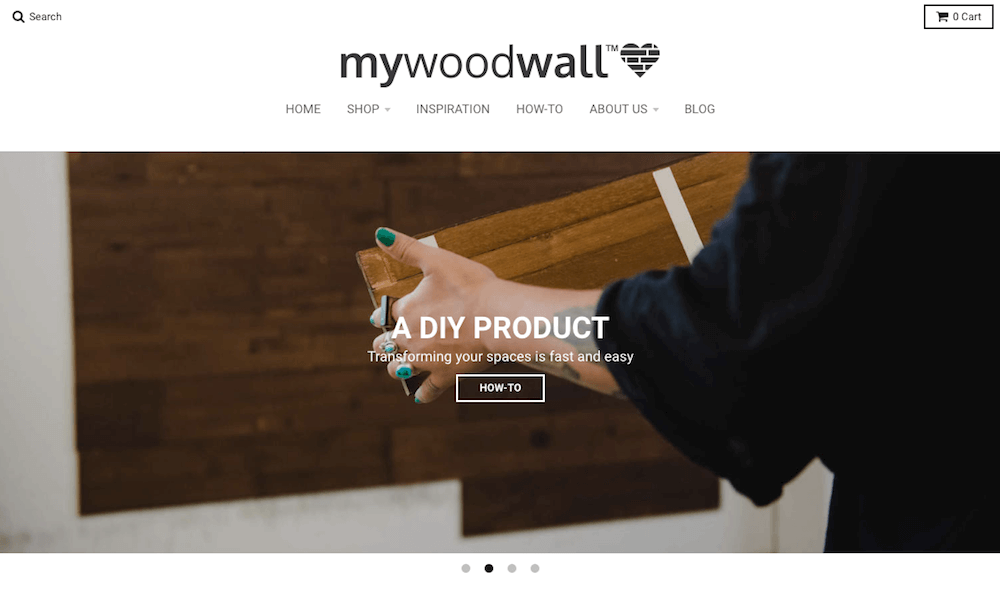 Search
0 Cart
mywoodwall™
HOME SHOP INSPIRATION HOW-TO ABOUT US BLOG
A DIY PRODUCT
Transforming your spaces is fast and easy
HOW-TO